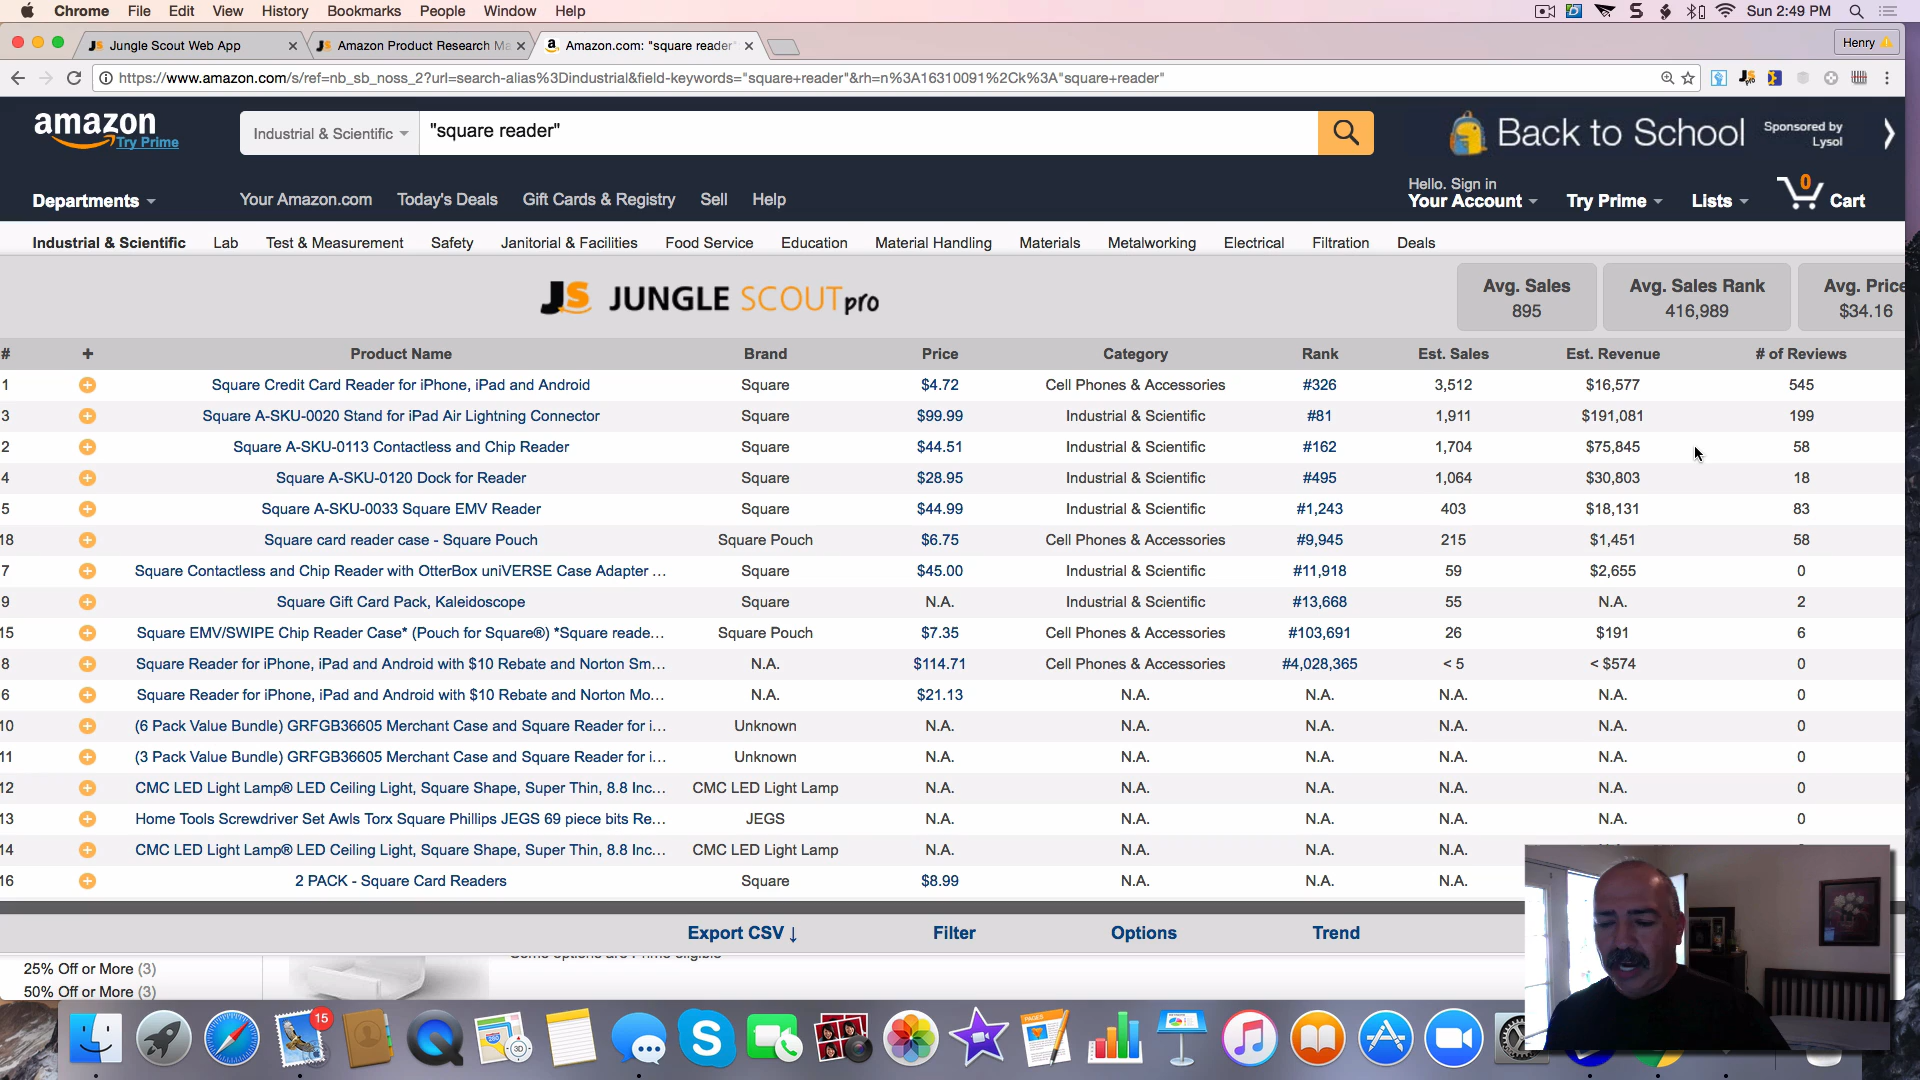 Chrome File Edit View History Bookmarks People Window Help Sun 2:49 PM
Jungle Scout Web App
Amazon Product Research Ma
Amazon.com: "square reader"
Henry
https://www.amazon.com/s/ref=nb_sb_noss_2?url=search-alias%3Dindustrial&field-keywords="square+reader"&rh=n%3A16310091%2Ck%3A"square+reader"
amazon
Try Prime
Industrial & Scientific
"square reader"
Back to School
Sponsored by
Lysol
Departments
Your Amazon.com Today's Deals Gift Cards & Registry Sell Help
Hello. Sign in
Your Account
Try Prime
Lists
0
Cart
Industrial & Scientific Lab Test & Measurement Safety Janitorial & Facilities Food Service Education Material Handling Materials Metalworking Electrical Filtration Deals
JS JUNGLE SCOUT pro
Avg. Sales
895
Avg. Sales Rank
416,989
Avg. Price
$34.16
# + Product Name Brand Price Category Rank Est. Sales Est. Revenue # of Reviews
1 Square Credit Card Reader for iPhone, iPad and Android Square $4.72 Cell Phones & Accessories #326 3,512 $16,577 545
3 Square A-SKU-0020 Stand for iPad Air Lightning Connector Square $99.99 Industrial & Scientific #81 1,911 $191,081 199
2 Square A-SKU-0113 Contactless and Chip Reader Square $44.51 Industrial & Scientific #162 1,704 $75,845 58
4 Square A-SKU-0120 Dock for Reader Square $28.95 Industrial & Scientific #495 1,064 $30,803 18
5 Square A-SKU-0033 Square EMV Reader Square $44.99 Industrial & Scientific #1,243 403 $18,131 83
18 Square card reader case - Square Pouch Square Pouch $6.75 Cell Phones & Accessories #9,945 215 $1,451 58
7 Square Contactless and Chip Reader with OtterBox uniVERSE Case Adapter ... Square $45.00 Industrial & Scientific #11,918 59 $2,655 0
9 Square Gift Card Pack, Kaleidoscope Square N.A. Industrial & Scientific #13,668 55 N.A. 2
15 Square EMV/SWIPE Chip Reader Case* (Pouch for Square®) *Square reade... Square Pouch $7.35 Cell Phones & Accessories #103,691 26 $191 6
8 Square Reader for iPhone, iPad and Android with $10 Rebate and Norton Sm... N.A. $114.71 Cell Phones & Accessories #4,028,365 < 5 < $574 0
6 Square Reader for iPhone, iPad and Android with $10 Rebate and Norton Mo... N.A. $21.13 N.A. N.A. N.A. N.A. 0
10 (6 Pack Value Bundle) GRFGB36605 Merchant Case and Square Reader for i... Unknown N.A. N.A. N.A. N.A. N.A. 0
11 (3 Pack Value Bundle) GRFGB36605 Merchant Case and Square Reader for i... Unknown N.A. N.A. N.A. N.A. N.A. 0
12 CMC LED Light Lamp® LED Ceiling Light, Square Shape, Super Thin, 8.8 Inc... CMC LED Light Lamp N.A. N.A. N.A. N.A. N.A. 0
13 Home Tools Screwdriver Set Awls Torx Square Phillips JEGS 69 piece bits Re... JEGS N.A. N.A. N.A. N.A. N.A. 0
14 CMC LED Light Lamp® LED Ceiling Light, Square Shape, Super Thin, 8.8 Inc... CMC LED Light Lamp N.A. N.A. N.A. N.A.
16 2 PACK - Square Card Readers Square $8.99 N.A. N.A. N.A.
Export CSV ↓ Filter Options Trend
25% Off or More (3)
50% Off or More (3)
15